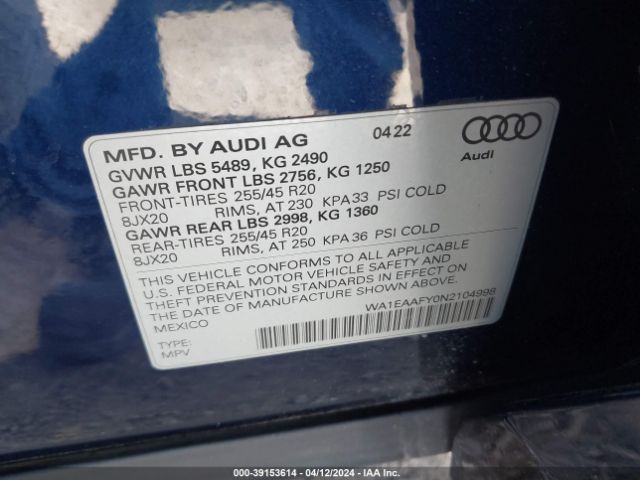 MFD. BY AUDI AG 04 22
GVWR LBS 5489, KG 2490
GAWR FRONT LBS 2756, KG 1250
FRONT-TIRES 255/45 R20
8JX20 RIMS, AT 230 KPA33 PSI COLD
GAWR REAR LBS 2998, KG 1360
REAR-TIRES 255/45 R20
8JX20 RIMS, AT 250 KPA 36 PSI COLD
Audi
THIS VEHICLE CONFORMS TO ALL APPLICABLE
U.S. FEDERAL MOTOR VEHICLE SAFETY AND
THEFT PREVENTION STANDARDS IN EFFECT ON
THE DATE OF MANUFACTURE SHOWN ABOVE.
MEXICO
WA1EAAFY0N2104998
TYPE:
MPV
000-39153614 - 04/12/2024 - IAA Inc.